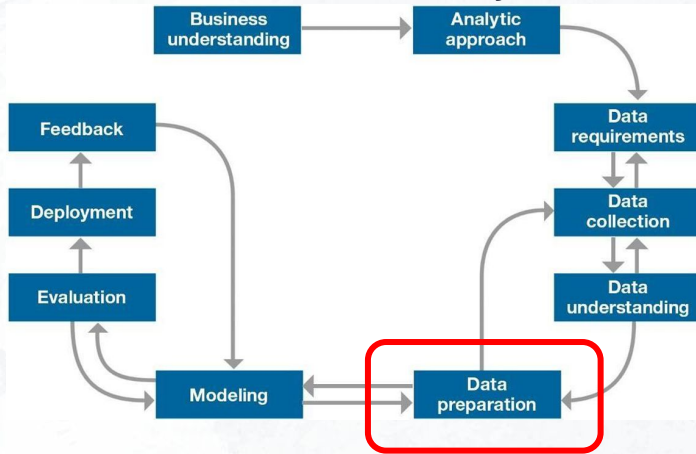 Business
understanding
Analytic
approach
Data
requirements
Data
collection
Data
understanding
Data
preparation
Modeling
Evaluation
Deployment
Feedback